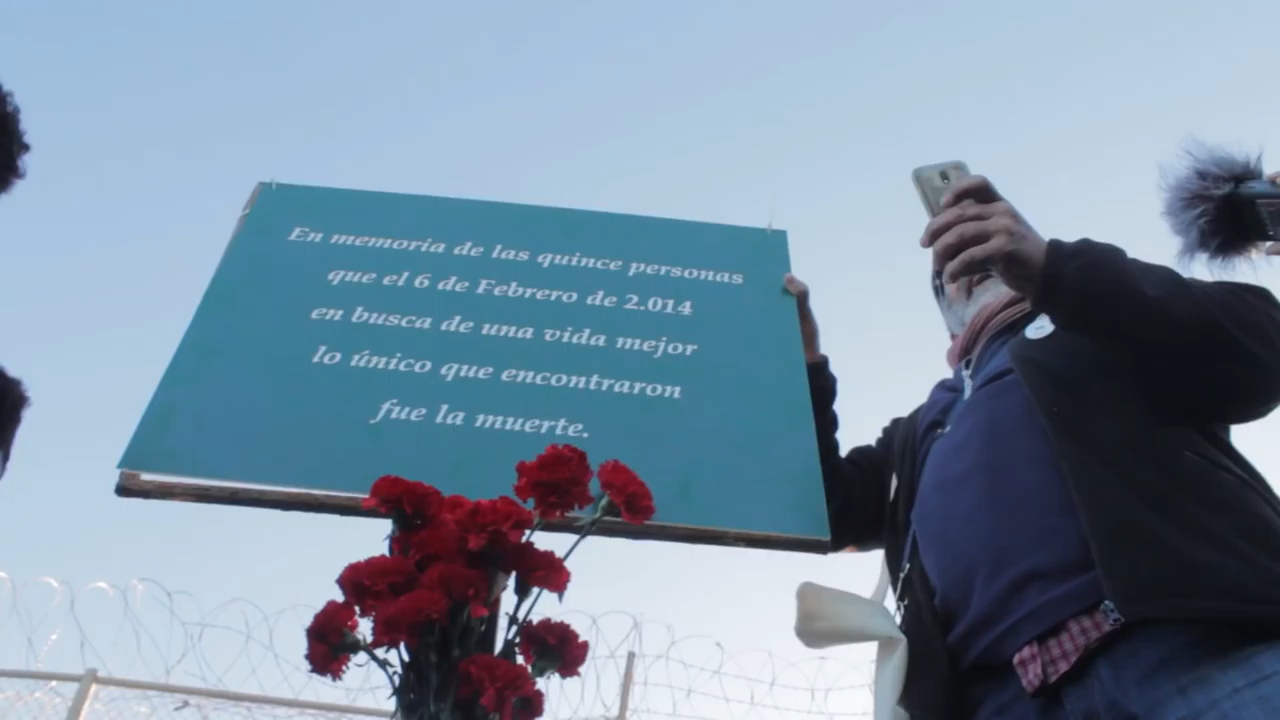 En memoria de las quince personas
que el 6 de Febrero de 2.014
en busca de una vida mejor
lo único que encontraron
fue la muerte.